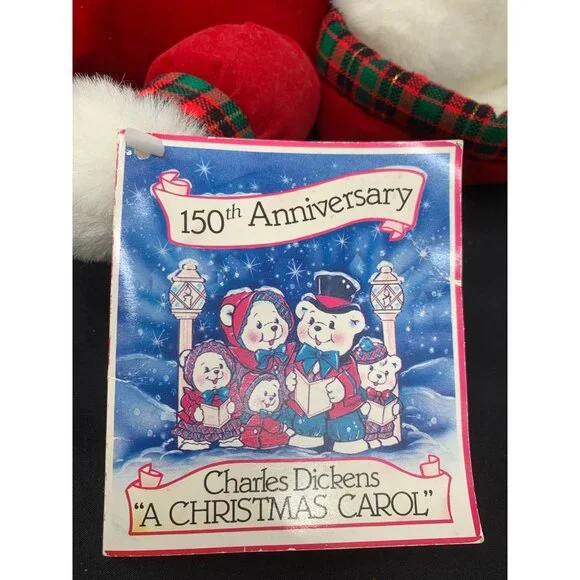 150th Anniversary
Charles Dickens
"A CHRISTMAS CAROL"